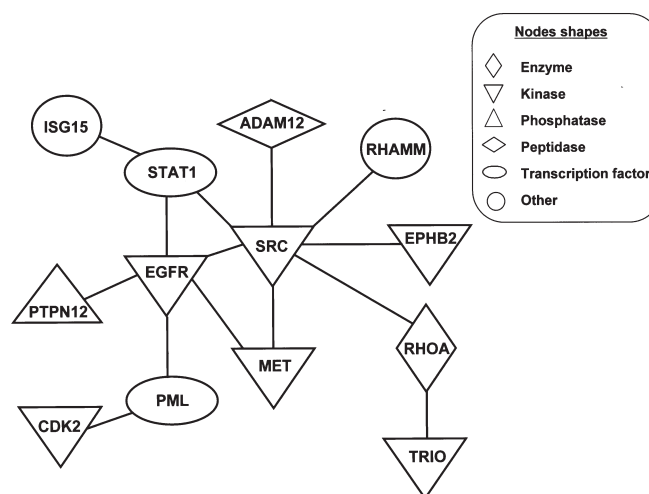 Nodes shapes
Enzyme
Kinase
Phosphatase
Peptidase
Transcription factor
Other
ISG15
ADAM12
RHAMM
STAT1
SRC
EPHB2
EGFR
PTPN12
RHOA
MET
PML
CDK2
TRIO